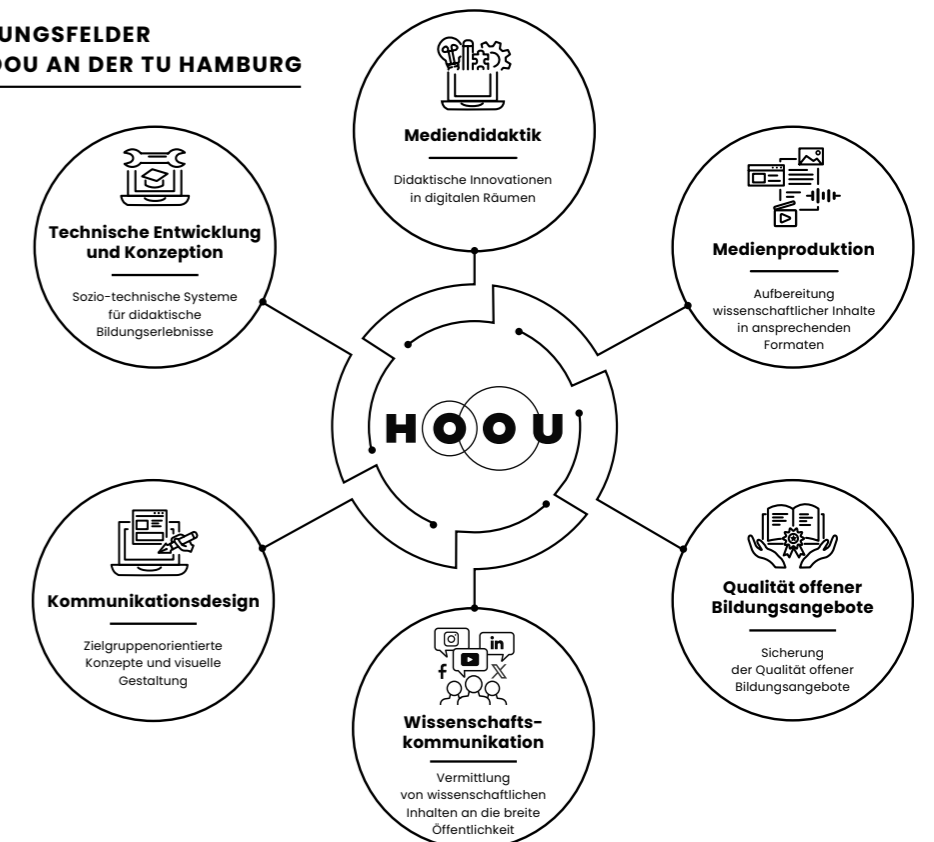 UNGSFELDER
OOU AN DER TU HAMBURG
Mediendidaktik
Didaktische Innovationen
in digitalen Räumen
Technische Entwicklung
und Konzeption
Sozio-technische Systeme
für didaktische
Bildungserlebnisse
Medienproduktion
Aufbereitung
wissenschaftlicher Inhalte
in ansprechenden
Formaten
HOOU
Kommunikationsdesign
Zielgruppenorientierte
Konzepte und visuelle
Gestaltung
Qualität offener
Bildungsangebote
Sicherung
der Qualität offener
Bildungsangebote
in
f
X
Wissenschafts-
kommunikation
Vermittlung
von wissenschaftlichen
Inhalten an die breite
Öffentlichkeit